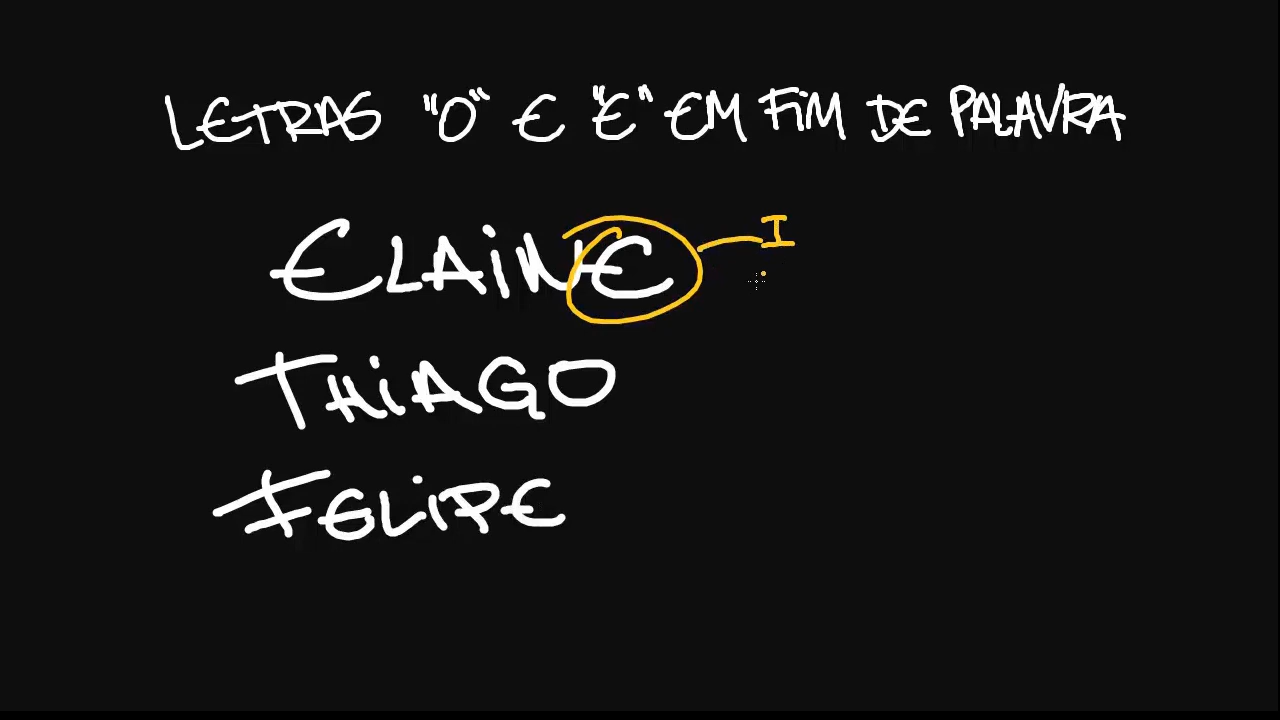 LETRAS "O" E "E" EM FIM DE PALAVRA
ELAINE I
THIAGO
FELIPE